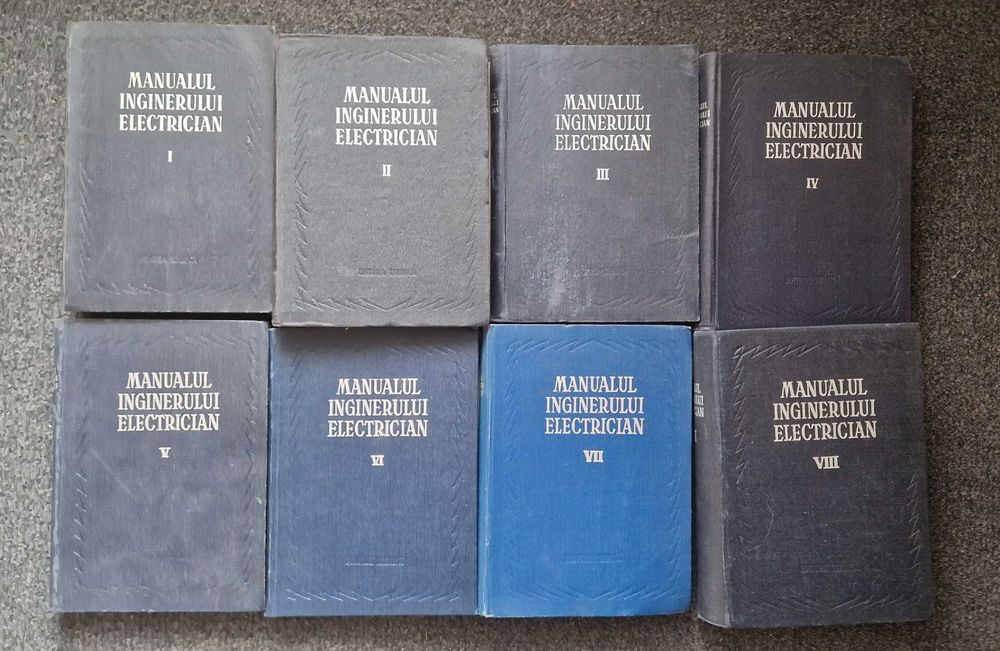 MANUALUL
INGINERULUI
ELECTRICIAN
I
MANUALUL
INGINERULUI
ELECTRICIAN
II
EDITURA TEHNICA
MANUALUL
INGINERULUI
ELECTRICIAN
III
MANUALUL
INGINERULUI
ELECTRICIAN
IV
MANUALUL
INGINERULUI
ELECTRICIAN
V
MANUALUL
INGINERULUI
ELECTRICIAN
VI
MANUALUL
INGINERULUI
ELECTRICIAN
VII
MANUALUL
INGINERULUI
ELECTRICIAN
VIII